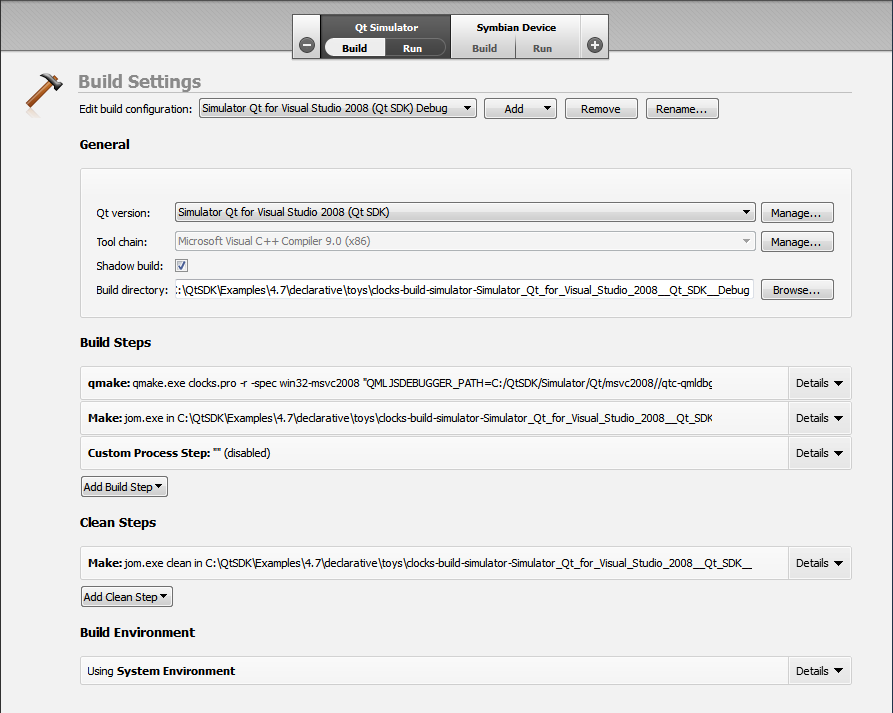 Qt Simulator Symbian Device
Build Run Build Run
Build Settings
Edit build configuration: Simulator Qt for Visual Studio 2008 (Qt SDK) Debug Add Remove Rename...
General
Qt version: Simulator Qt for Visual Studio 2008 (Qt SDK) Manage...
Tool chain: Microsoft Visual C++ Compiler 9.0 (x86) Manage...
Shadow build:
Build directory: :\QtSDK\Examples\4.7\declarative\toys\clocks-build-simulator-Simulator_Qt_for_Visual_Studio_2008__Qt_SDK__Debug Browse...
Build Steps
qmake: qmake.exe clocks.pro -r -spec win32-msvc2008 "QMLJSDEBUGGER_PATH=C:/QtSDK/Simulator/Qt/msvc2008//qtc-qmldbg Details
Make: jom.exe in C:\QtSDK\Examples\4.7\declarative\toys\clocks-build-simulator-Simulator_Qt_for_Visual_Studio_2008__Qt_SDK Details
Custom Process Step: "" (disabled) Details
Add Build Step
Clean Steps
Make: jom.exe clean in C:\QtSDK\Examples\4.7\declarative\toys\clocks-build-simulator-Simulator_Qt_for_Visual_Studio_2008__Qt_SDK__ Details
Add Clean Step
Build Environment
Using System Environment Details